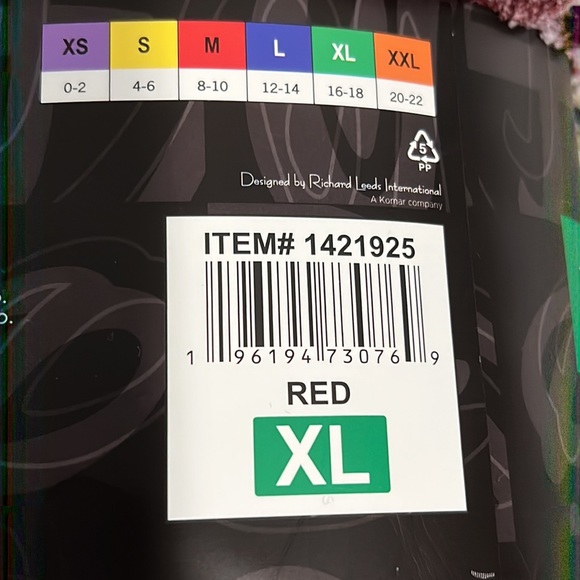 XS S M L XL XXL
0-2 4-6 8-10 12-14 16-18 20-22
5
PP
Designed by Richard Leeds International
A Komar company
ITEM# 1421925
1 96194 73076 9
RED
XL